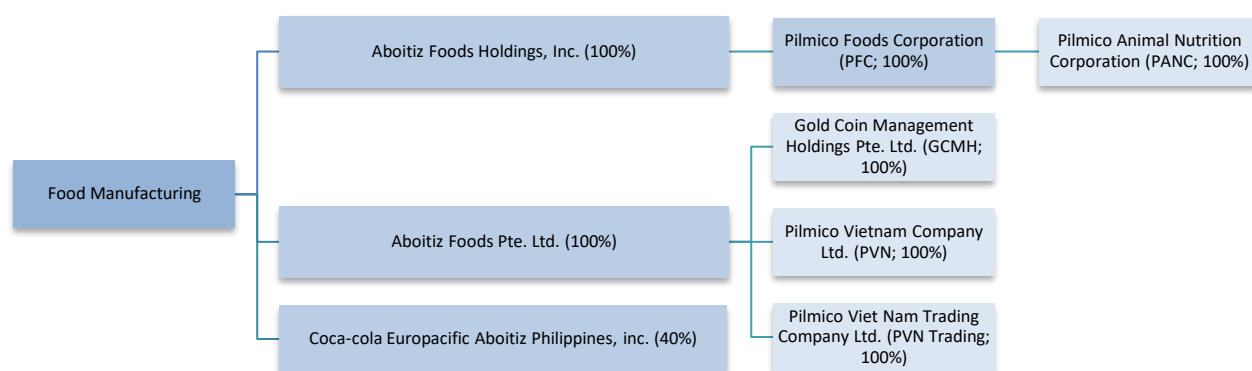 Food Manufacturing
Aboitiz Foods Holdings, Inc. (100%)
Pilmico Foods Corporation
(PFC; 100%)
Pilmico Animal Nutrition
Corporation (PANC; 100%)
Aboitiz Foods Pte. Ltd. (100%)
Gold Coin Management
Holdings Pte. Ltd. (GCMH;
100%)
Pilmico Vietnam Company
Ltd. (PVN; 100%)
Pilmico Viet Nam Trading
Company Ltd. (PVN Trading;
100%)
Coca-cola Europacific Aboitiz Philippines, inc. (40%)